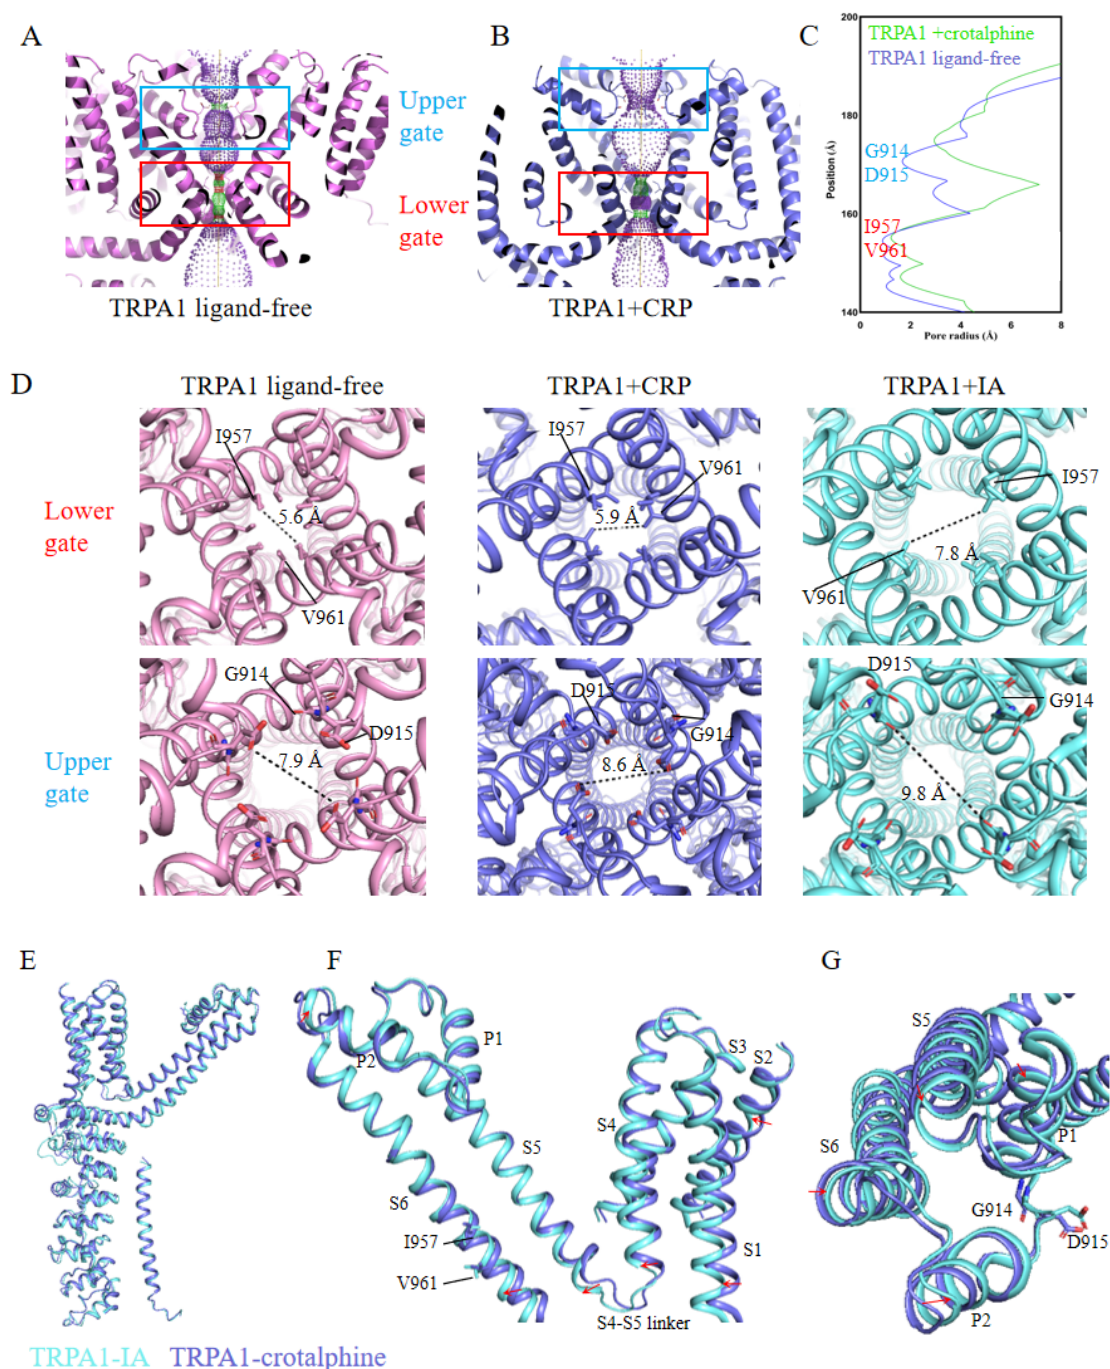 A
B
C
Upper
gate
Lower
gate
TRPA1 ligand-free
TRPA1+CRP
200
180
160
140
Position (Å)
TRPA1 +crotalphine
TRPA1 ligand-free
G914
D915
I957
V961
0
2
4
6
8
Pore radius (Å)
D
TRPA1 ligand-free
TRPA1+CRP
TRPA1+IA
Lower
gate
I957
5.6 Å
V961
I957
V961
5.9 Å
I957
7.8 Å
V961
Upper
gate
G914
D915
7.9 Å
D915
G914
8.6 Å
D915
G914
9.8 Å
E
F
G
P1
P2
S3
S2
S4
S5
S6
I957
V961
S1
S4-S5 linker
S5
S6
P1
G914
D915
P2
TRPA1-IA TRPA1-crotalphine